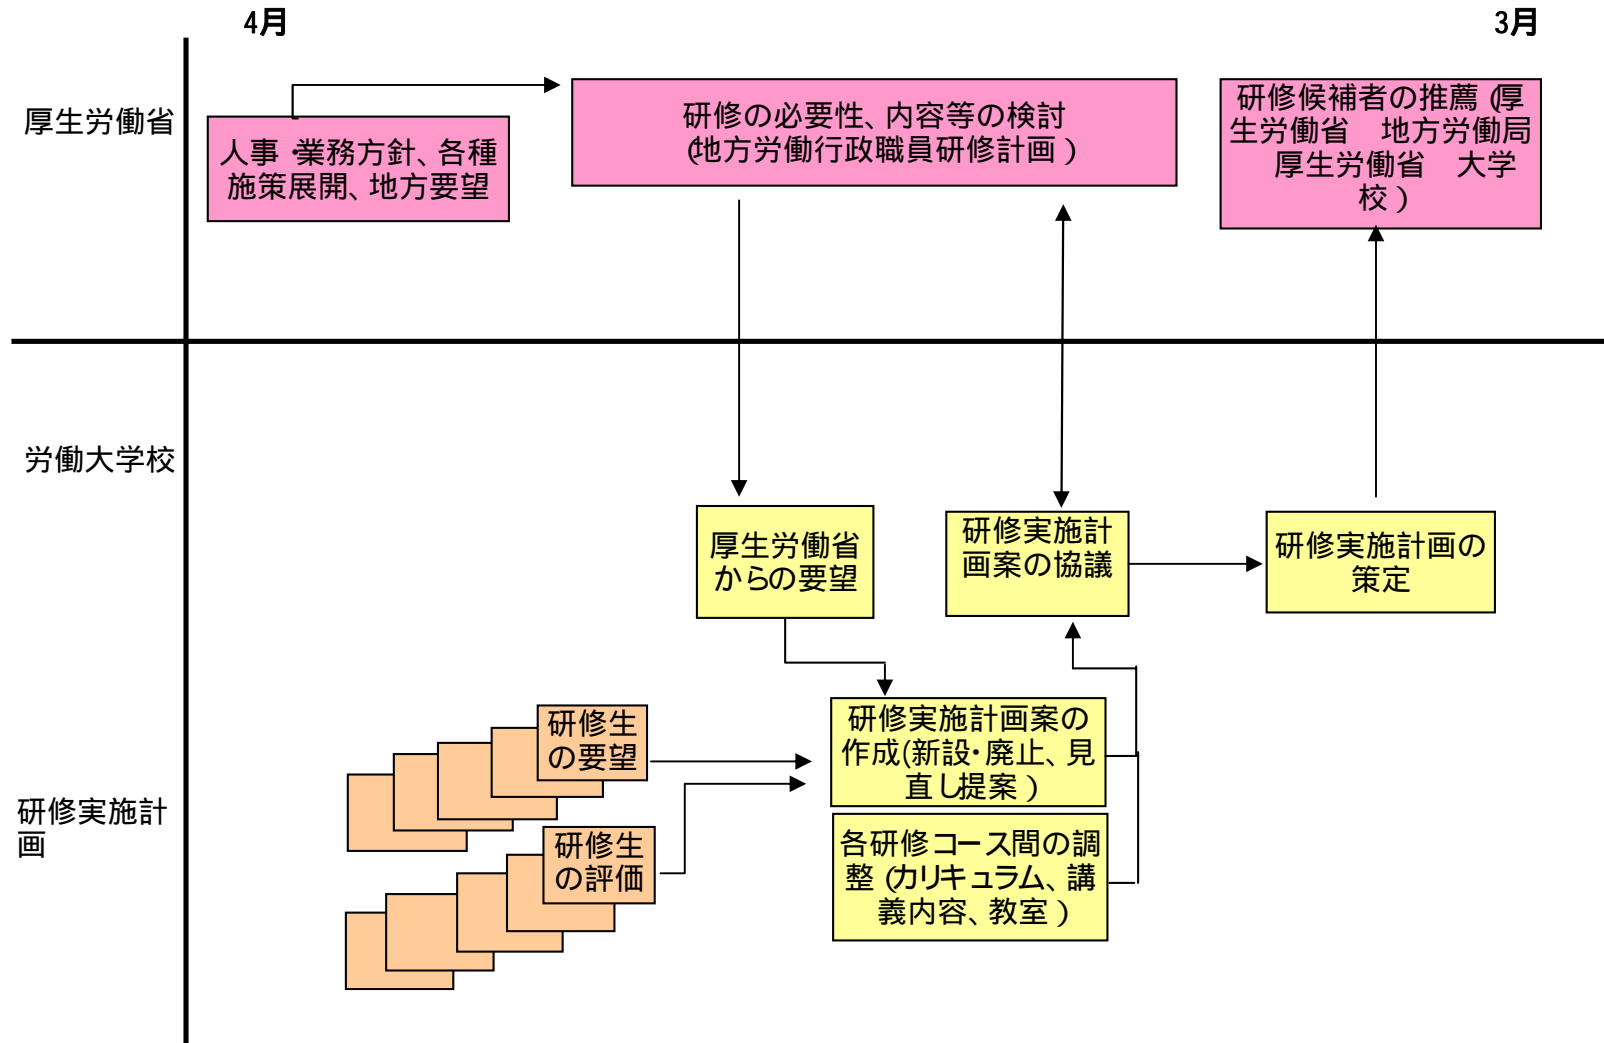 4月
3月
厚生労働省
人事・業務方針、各種
施策展開、地方要望
研修の必要性、内容等の検討
(地方労働行政職員研修計画）
研修候補者の推薦（厚
生労働省　地方労働局
厚生労働省　大学
校）
労働大学校
厚生労働省
からの要望
研修実施計
画案の協議
研修実施計画の
策定
研修実施計
画
研修生
の要望
研修生
の評価
研修実施計画案の
作成(新設・廃止、見
直し提案）
各研修コース間の調
整（カリキュラム、講
義内容、教室）